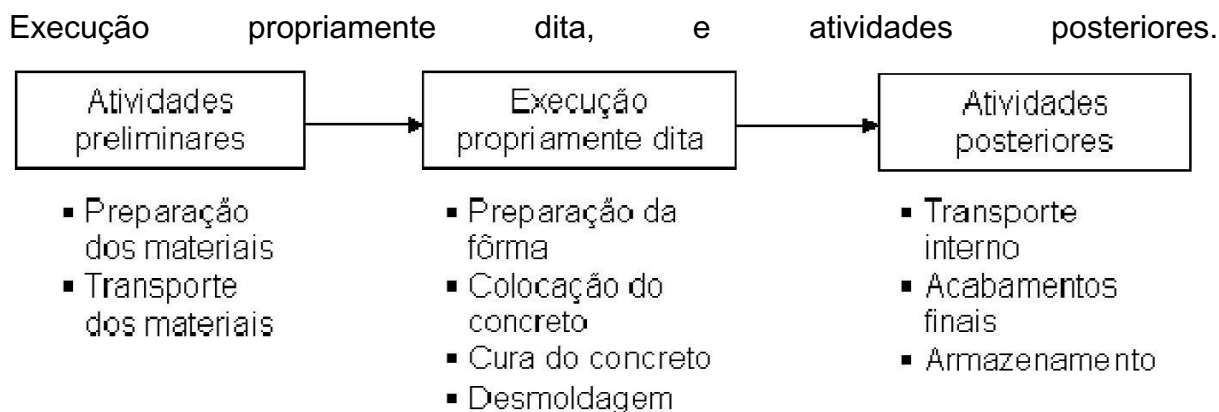 Execução propriamente dita, e atividades posteriores.
Atividades
preliminares
Execução
propriamente dita
Atividades
posteriores
▪ Preparação
dos materiais
▪ Transporte
dos materiais
▪ Preparação da
fôrma
▪ Colocação do
concreto
▪ Cura do concreto
▪ Desmoldagem
▪ Transporte
interno
▪ Acabamentos
finais
▪ Armazenamento